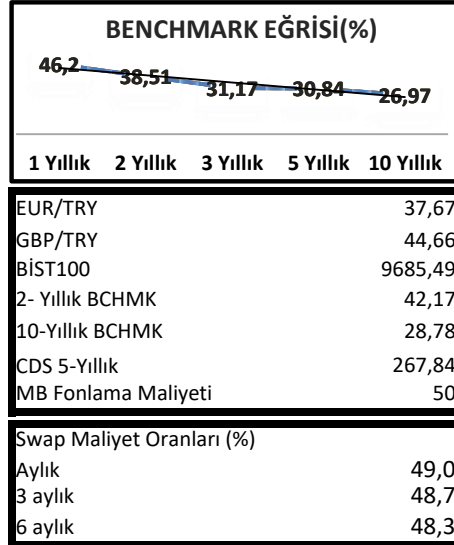 BENCHMARK EĞRİSİ(%)
46,2 38,51 31,17 30,84 26,97
1 Yıllık 2 Yıllık 3 Yıllık 5 Yıllık 10 Yıllık
EUR/TRY 37,67
GBP/TRY 44,66
BİST100 9685,49
2- Yıllık BCHMK 42,17
10-Yıllık BCHMK 28,78
CDS 5-Yıllık 267,84
MB Fonlama Maliyeti 50
Swap Maliyet Oranları (%)
Aylık 49,0
3 aylık 48,7
6 aylık 48,3